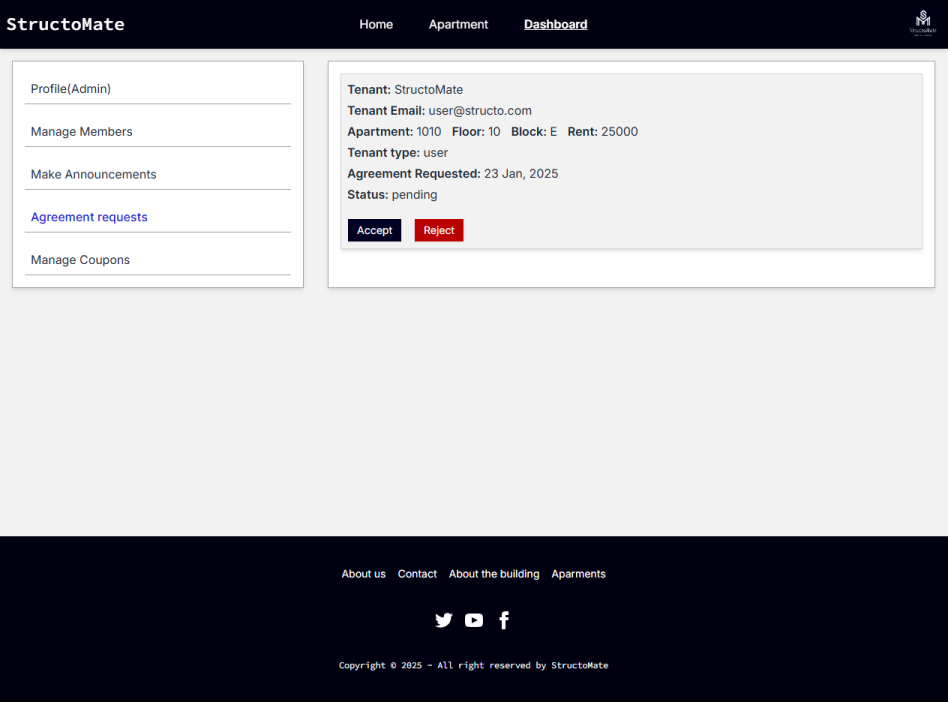 StructoMate
Home Apartment Dashboard
StructoMate
Profile(Admin)
Manage Members
Make Announcements
Agreement requests
Manage Coupons
Tenant: StructoMate
Tenant Email: user@structo.com
Apartment: 1010 Floor: 10 Block: E Rent: 25000
Tenant type: user
Agreement Requested: 23 Jan, 2025
Status: pending
Accept Reject
About us Contact About the building Aparments
Copyright © 2025 - All right reserved by StructoMate